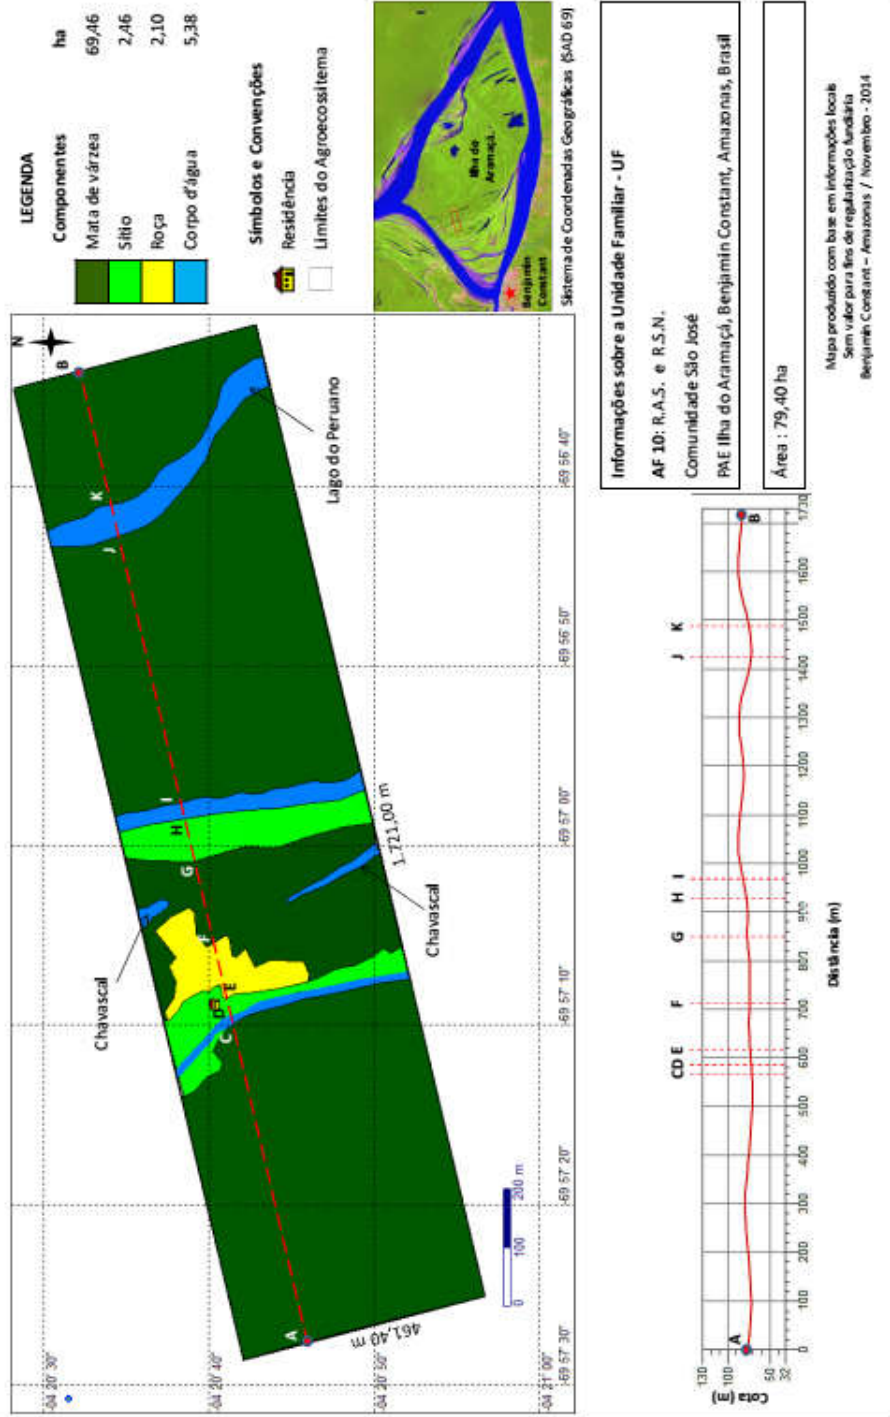 LEGENDA
Componentes ha
Mata de várzea 69,46
Sítio 2,46
Roça 2,10
Corpo d'água 5,38
Símbolos e Convenções
Residência
Limites do Agroecossitema
Ilha do
Aramaçá
Benjamin
Constant
Sistema de Coordenadas Geográficas (SAD 69)
N
-04 20' 30"
-04 20' 40"
-04 20' 50"
-04 21' 00"
-69 57' 30"
-69 57' 20"
-69 57' 10"
-69 57' 00"
-69 56' 50"
-69 56' 40"
A
B
C
D
E
F
G
H
I
J
K
Chavascal
Chavascal
Lago do Peruano
461,40 m
1.721,00 m
0 100 200 m
Informações sobre a Unidade Familiar - UF
AF 10: R.A.S. e R.S.N.
Comunidade São José
PAE Ilha do Aramaçá, Benjamin Constant, Amazonas, Brasil
Área : 79,40 ha
Cota (m)
130
100
50
32
A
C D E F G H I J K
B
0 100 200 300 400 500 600 700 800 900 1000 1100 1200 1300 1400 1500 1600 1730
Distância (m)
Mapa produzido com base em informações locais
Sem valor para fins de regularização fundiária
Benjamin Constant – Amazonas / Novembro - 2014